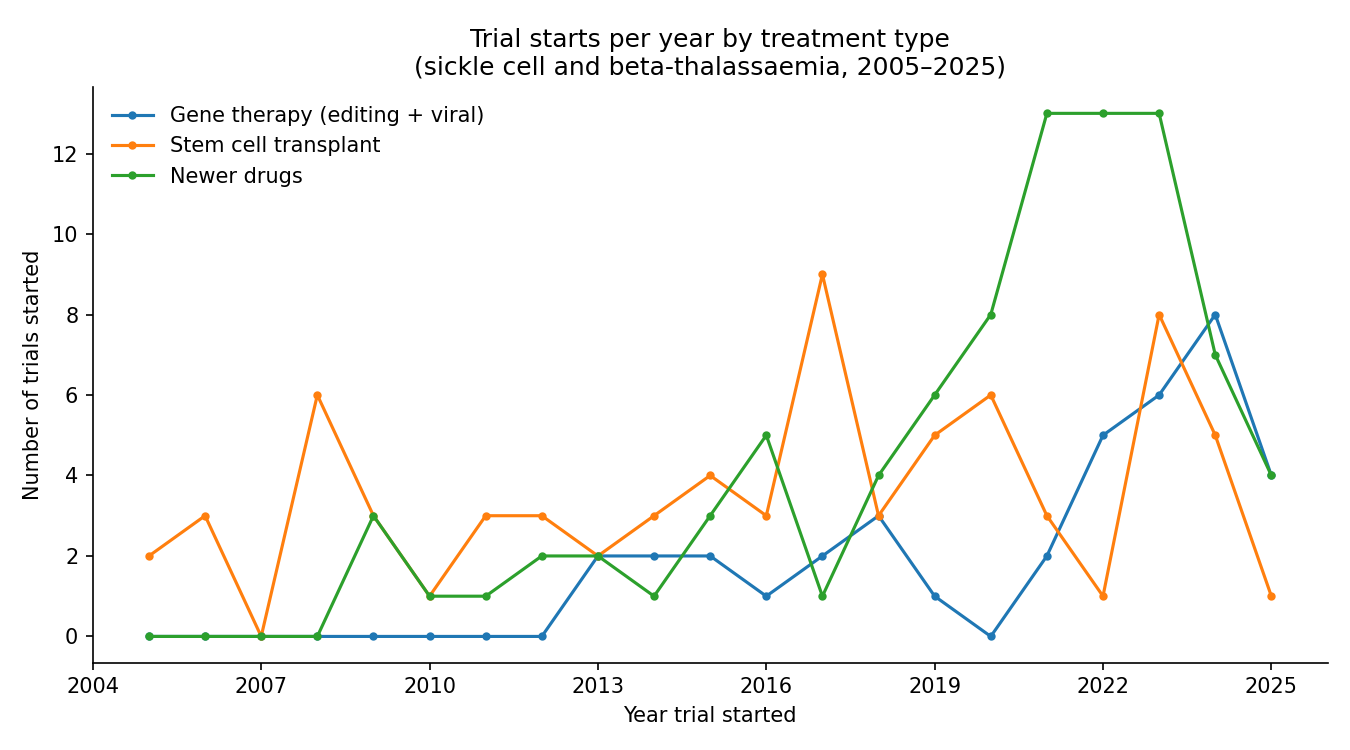 Trial starts per year by treatment type
(sickle cell and beta-thalassaemia, 2005–2025)
Gene therapy (editing + viral)
Stem cell transplant
Newer drugs
Number of trials started
12
10
8
6
4
2
0
2004 2007 2010 2013 2016 2019 2022 2025
Year trial started